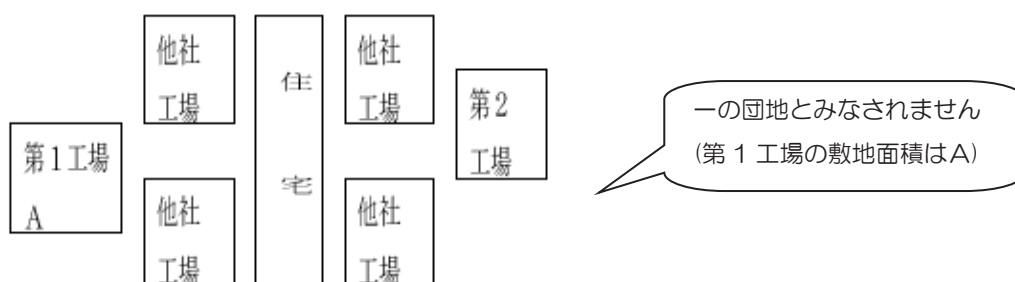 他社
工場
住
宅
他社
工場
第2
工場
第1工場
A
他社
工場
他社
工場
一の団地とみなされません
(第 1 工場の敷地面積はA)